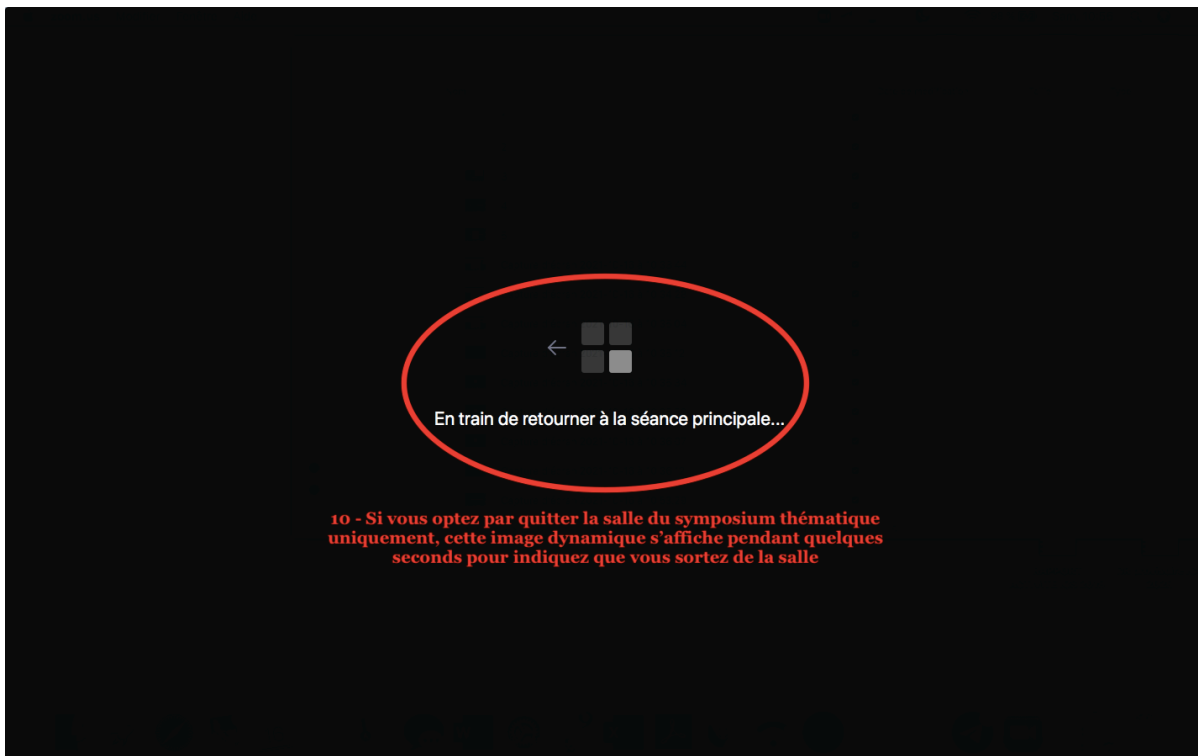 En train de retourner à la séance principale...
10 - Si vous optez par quitter la salle du symposium thématique
uniquement, cette image dynamique s’affiche pendant quelques
seconds pour indiquez que vous sortez de la salle